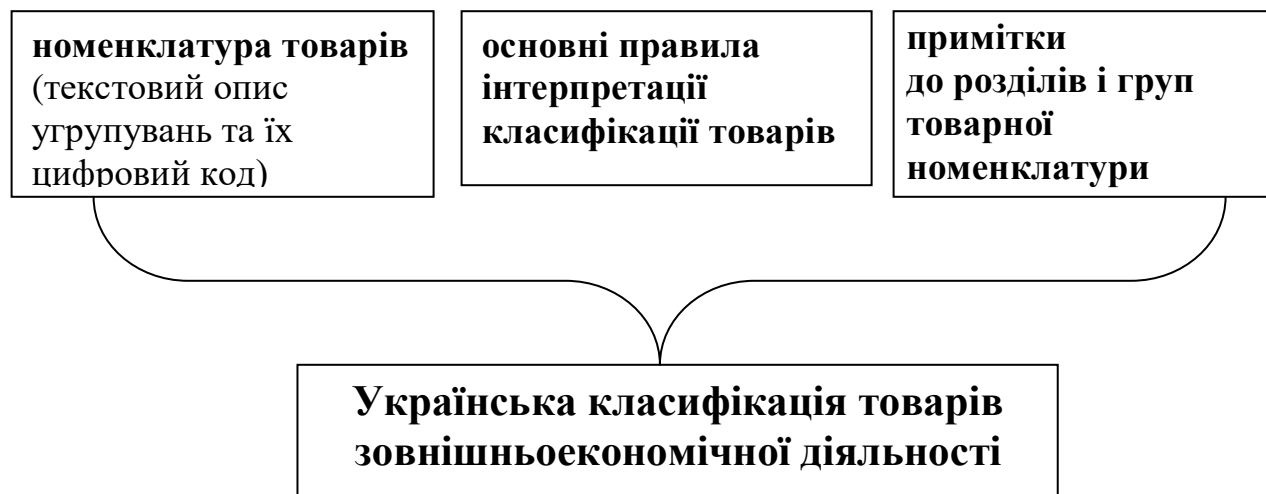 номенклатура товарів
(текстовий опис
угрупувань та їх
цифровий код)
основні правила
інтерпретації
класифікації товарів
примітки
до розділів і груп
товарної
номенклатури
Українська класифікація товарів
зовнішньоекономічної діяльності